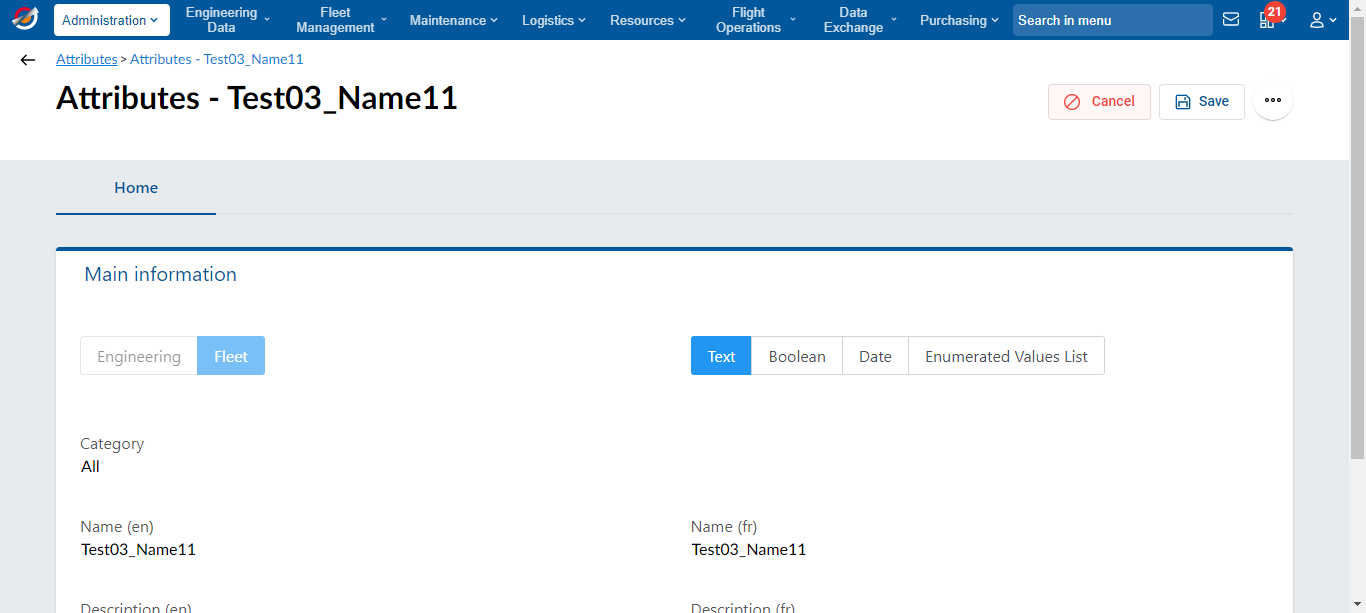 Administration
Engineering Data
Fleet Management
Maintenance
Logistics
Resources
Flight Operations
Data Exchange
Purchasing
Search in menu
21
Attributes > Attributes - Test03_Name11
Attributes - Test03_Name11
Cancel
Save
Home
Main information
Engineering
Fleet
Text
Boolean
Date
Enumerated Values List
Category
All
Name (en)
Name (fr)
Test03_Name11
Test03_Name11
Description (en)
Description (fr)